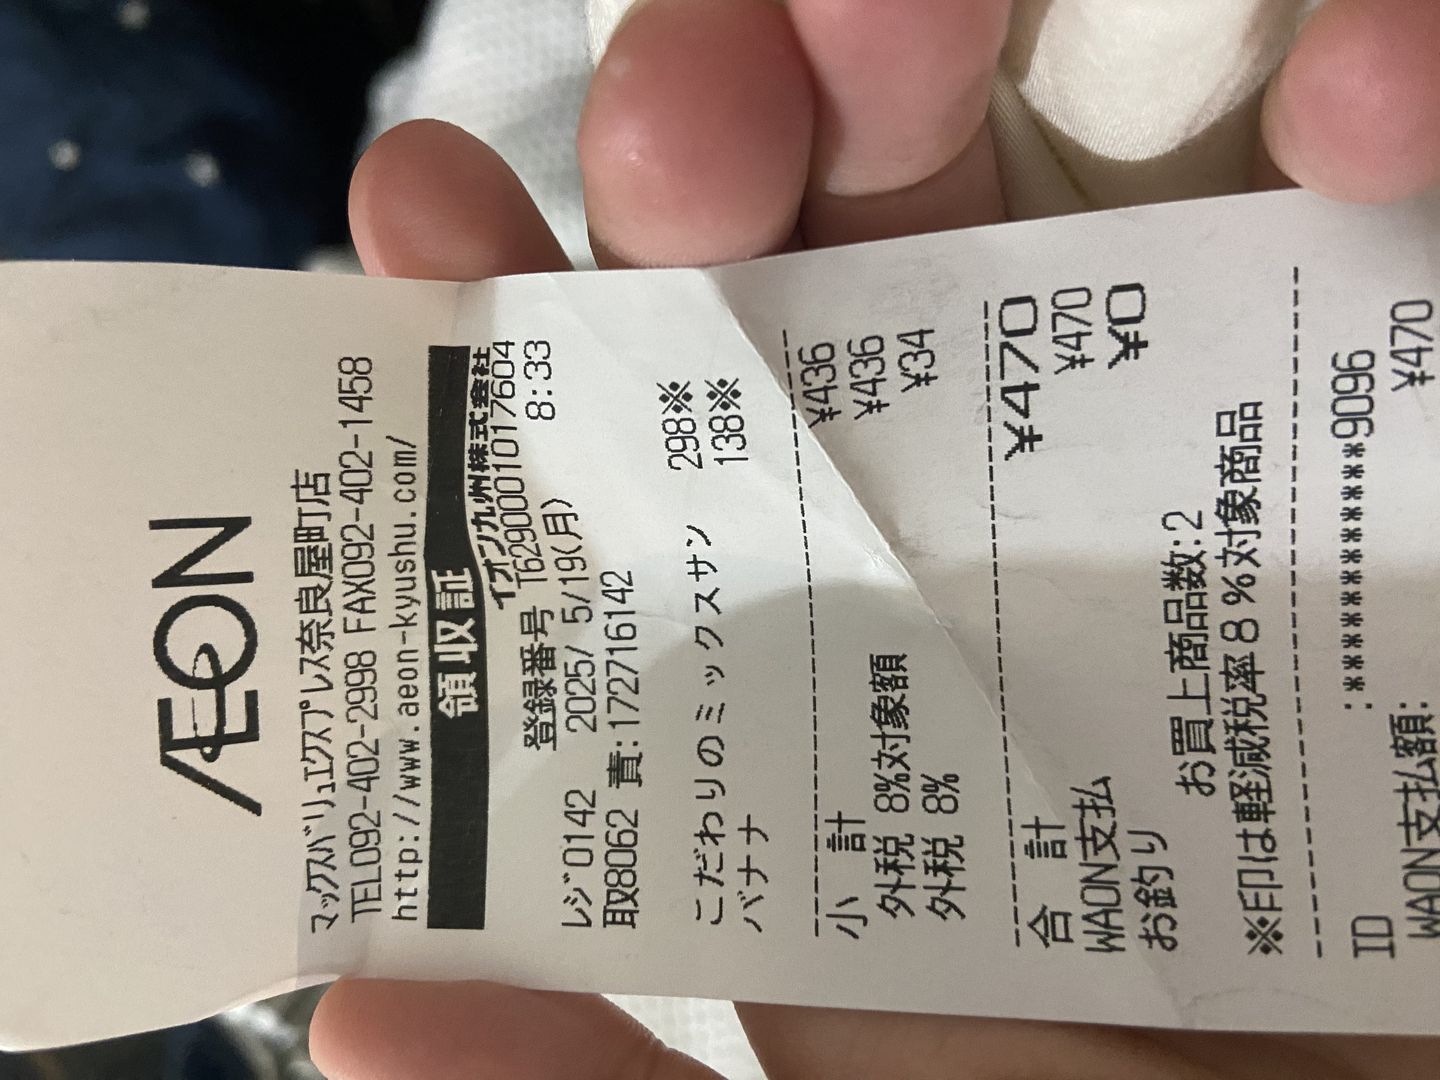 ÆON
マックスバリュエクスプレス奈良屋町店
TEL092-402-2998 FAX092-402-1458
http://www.aeon-kyushu.com/
領収証
イオン九州株式会社
登録番号 T6290001017604
レジ0142 2025/ 5/19(月) 8:33
取8062 責:172716142
こだわりのミックスサン 298※
バナナ 138※
小 計 ¥436
外税 8%対象額 ¥436
外税 8% ¥34
合 計 ¥470
WAON支払 ¥470
お釣り ¥0
お買上商品数:2
※印は軽減税率8%対象商品
ID :************9096
WAON支払額: ¥470